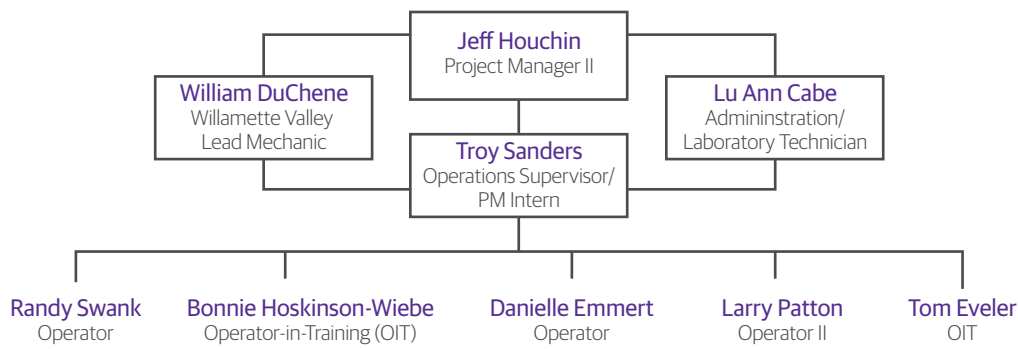 Jeff Houchin
Project Manager II
William DuChene
Willamette Valley
Lead Mechanic
Lu Ann Cabe
Admininstration/
Laboratory Technician
Troy Sanders
Operations Supervisor/
PM Intern
Randy Swank
Operator
Bonnie Hoskinson-Wiebe
Operator-in-Training (OIT)
Danielle Emmert
Operator
Larry Patton
Operator II
Tom Eveler
OIT